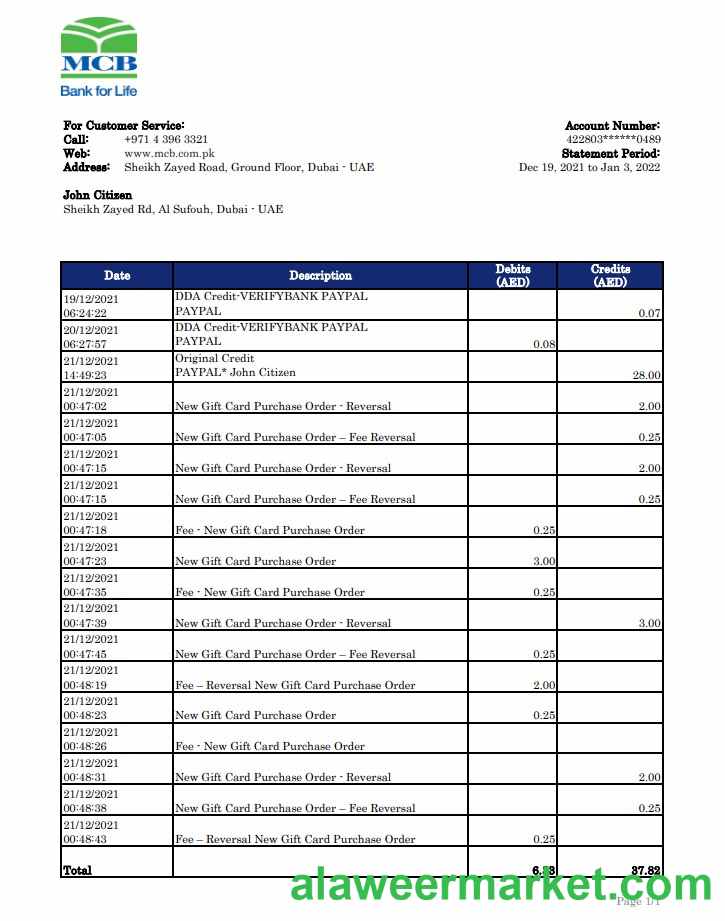 MCB
Bank for Life
For Customer Service:
Call: +971 4 396 3321
Web: www.mcb.com.pk
Address: Sheikh Zayed Road, Ground Floor, Dubai - UAE
Account Number:
422803******0489
Statement Period:
Dec 19, 2021 to Jan 3, 2022
John Citizen
Sheikh Zayed Rd, Al Sufouh, Dubai - UAE
Date Description Debits (AED) Credits (AED)
19/12/2021 DDA Credit-VERIFYBANK PAYPAL
06:24:22 PAYPAL 0.07
20/12/2021 DDA Credit-VERIFYBANK PAYPAL
06:27:57 PAYPAL 0.08
21/12/2021 Original Credit
14:49:23 PAYPAL* John Citizen 28.00
21/12/2021
00:47:02 New Gift Card Purchase Order - Reversal 2.00
21/12/2021
00:47:05 New Gift Card Purchase Order – Fee Reversal 0.25
21/12/2021
00:47:15 New Gift Card Purchase Order - Reversal 2.00
21/12/2021
00:47:15 New Gift Card Purchase Order – Fee Reversal 0.25
21/12/2021
00:47:18 Fee - New Gift Card Purchase Order 0.25
21/12/2021
00:47:23 New Gift Card Purchase Order 3.00
21/12/2021
00:47:35 Fee - New Gift Card Purchase Order 0.25
21/12/2021
00:47:39 New Gift Card Purchase Order - Reversal 3.00
21/12/2021
00:47:45 New Gift Card Purchase Order – Fee Reversal 0.25
21/12/2021
00:48:19 Fee – Reversal New Gift Card Purchase Order 2.00
21/12/2021
00:48:23 New Gift Card Purchase Order 0.25
21/12/2021
00:48:26 Fee - New Gift Card Purchase Order
21/12/2021
00:48:31 New Gift Card Purchase Order - Reversal 2.00
21/12/2021
00:48:38 New Gift Card Purchase Order – Fee Reversal 0.25
21/12/2021
00:48:43 Fee – Reversal New Gift Card Purchase Order 0.25
Total 37.82
alaweermarket.com
Page 1/1